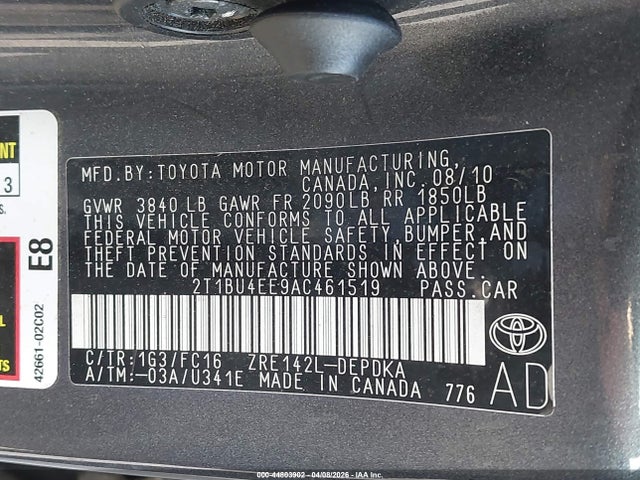 NT
3
S.
L
TS
E8
42661-02C02
MFD.BY:TOYOTA MOTOR MANUFACTURING,
CANADA,INC. 08/10
GVWR 3840 LB GAWR FR 2090LB RR 1850LB
THIS VEHICLE CONFORMS TO ALL APPLICABLE
FEDERAL MOTOR VEHICLE SAFETY,BUMPER,AND
THEFT PREVENTION STANDARDS IN EFFECT ON
THE DATE OF MANUFACTURE SHOWN ABOVE.
2T1BU4EE9AC461519 PASS.CAR
C/TR:1G3/FC16 ZRE142L-DEPDKA
A/TM:-03A/U341E MADE IN CANADA 776
AD
000-44803902 - 04/08/2026 - IAA Inc.